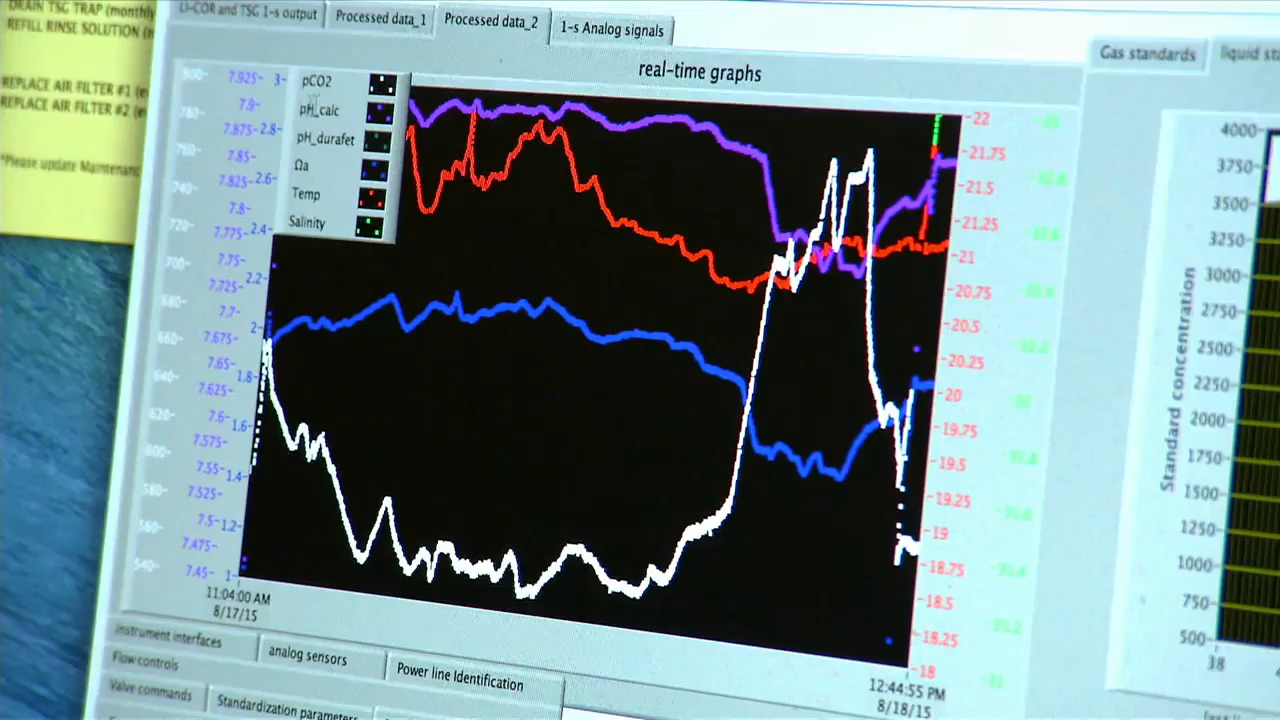 DRAIN TSG TRAP (monthly
REFILL RINSE SOLUTION
REPLACE AIR FILTER #1
REPLACE AIR FILTER #2
*Please update Maintenanc
LI-COR and TSG 1-s output
Processed data_1
Processed data_2
1-s Analog signals
Gas standards
liquid sta
real-time graphs
pCO2
pH_calc
pH_durafet
Ωa
Temp
Salinity
800-
780-
760-
740-
720-
700-
680-
660-
640-
620-
600-
580-
560-
540-
7.925-
7.9-
7.875-
7.85-
7.825-
7.8-
7.775-
7.75-
7.725-
7.7-
7.675-
7.65-
7.625-
7.6-
7.575-
7.55-
7.525-
7.5-
7.475-
7.45-
3-
2.8-
2.6-
2.4-
2.2-
2-
1.8-
1.6-
1.4-
1.2-
1-
-22
-21.75
-21.5
-21.25
-21
-20.75
-20.5
-20.25
-20
-19.75
-19.5
-19.25
-19
-18.75
-18.5
-18.25
-18
11:04:00 AM
8/17/15
12:44:55 PM
8/18/15
Standard concentration
4000-
3750-
3500-
3250-
3000-
2750-
2500-
2250-
2000-
1750-
1500-
1250-
1000-
750-
500-
38
Instrument interfaces
analog sensors
Power line Identification
Flow controls
Valve commands
Standardization parameters